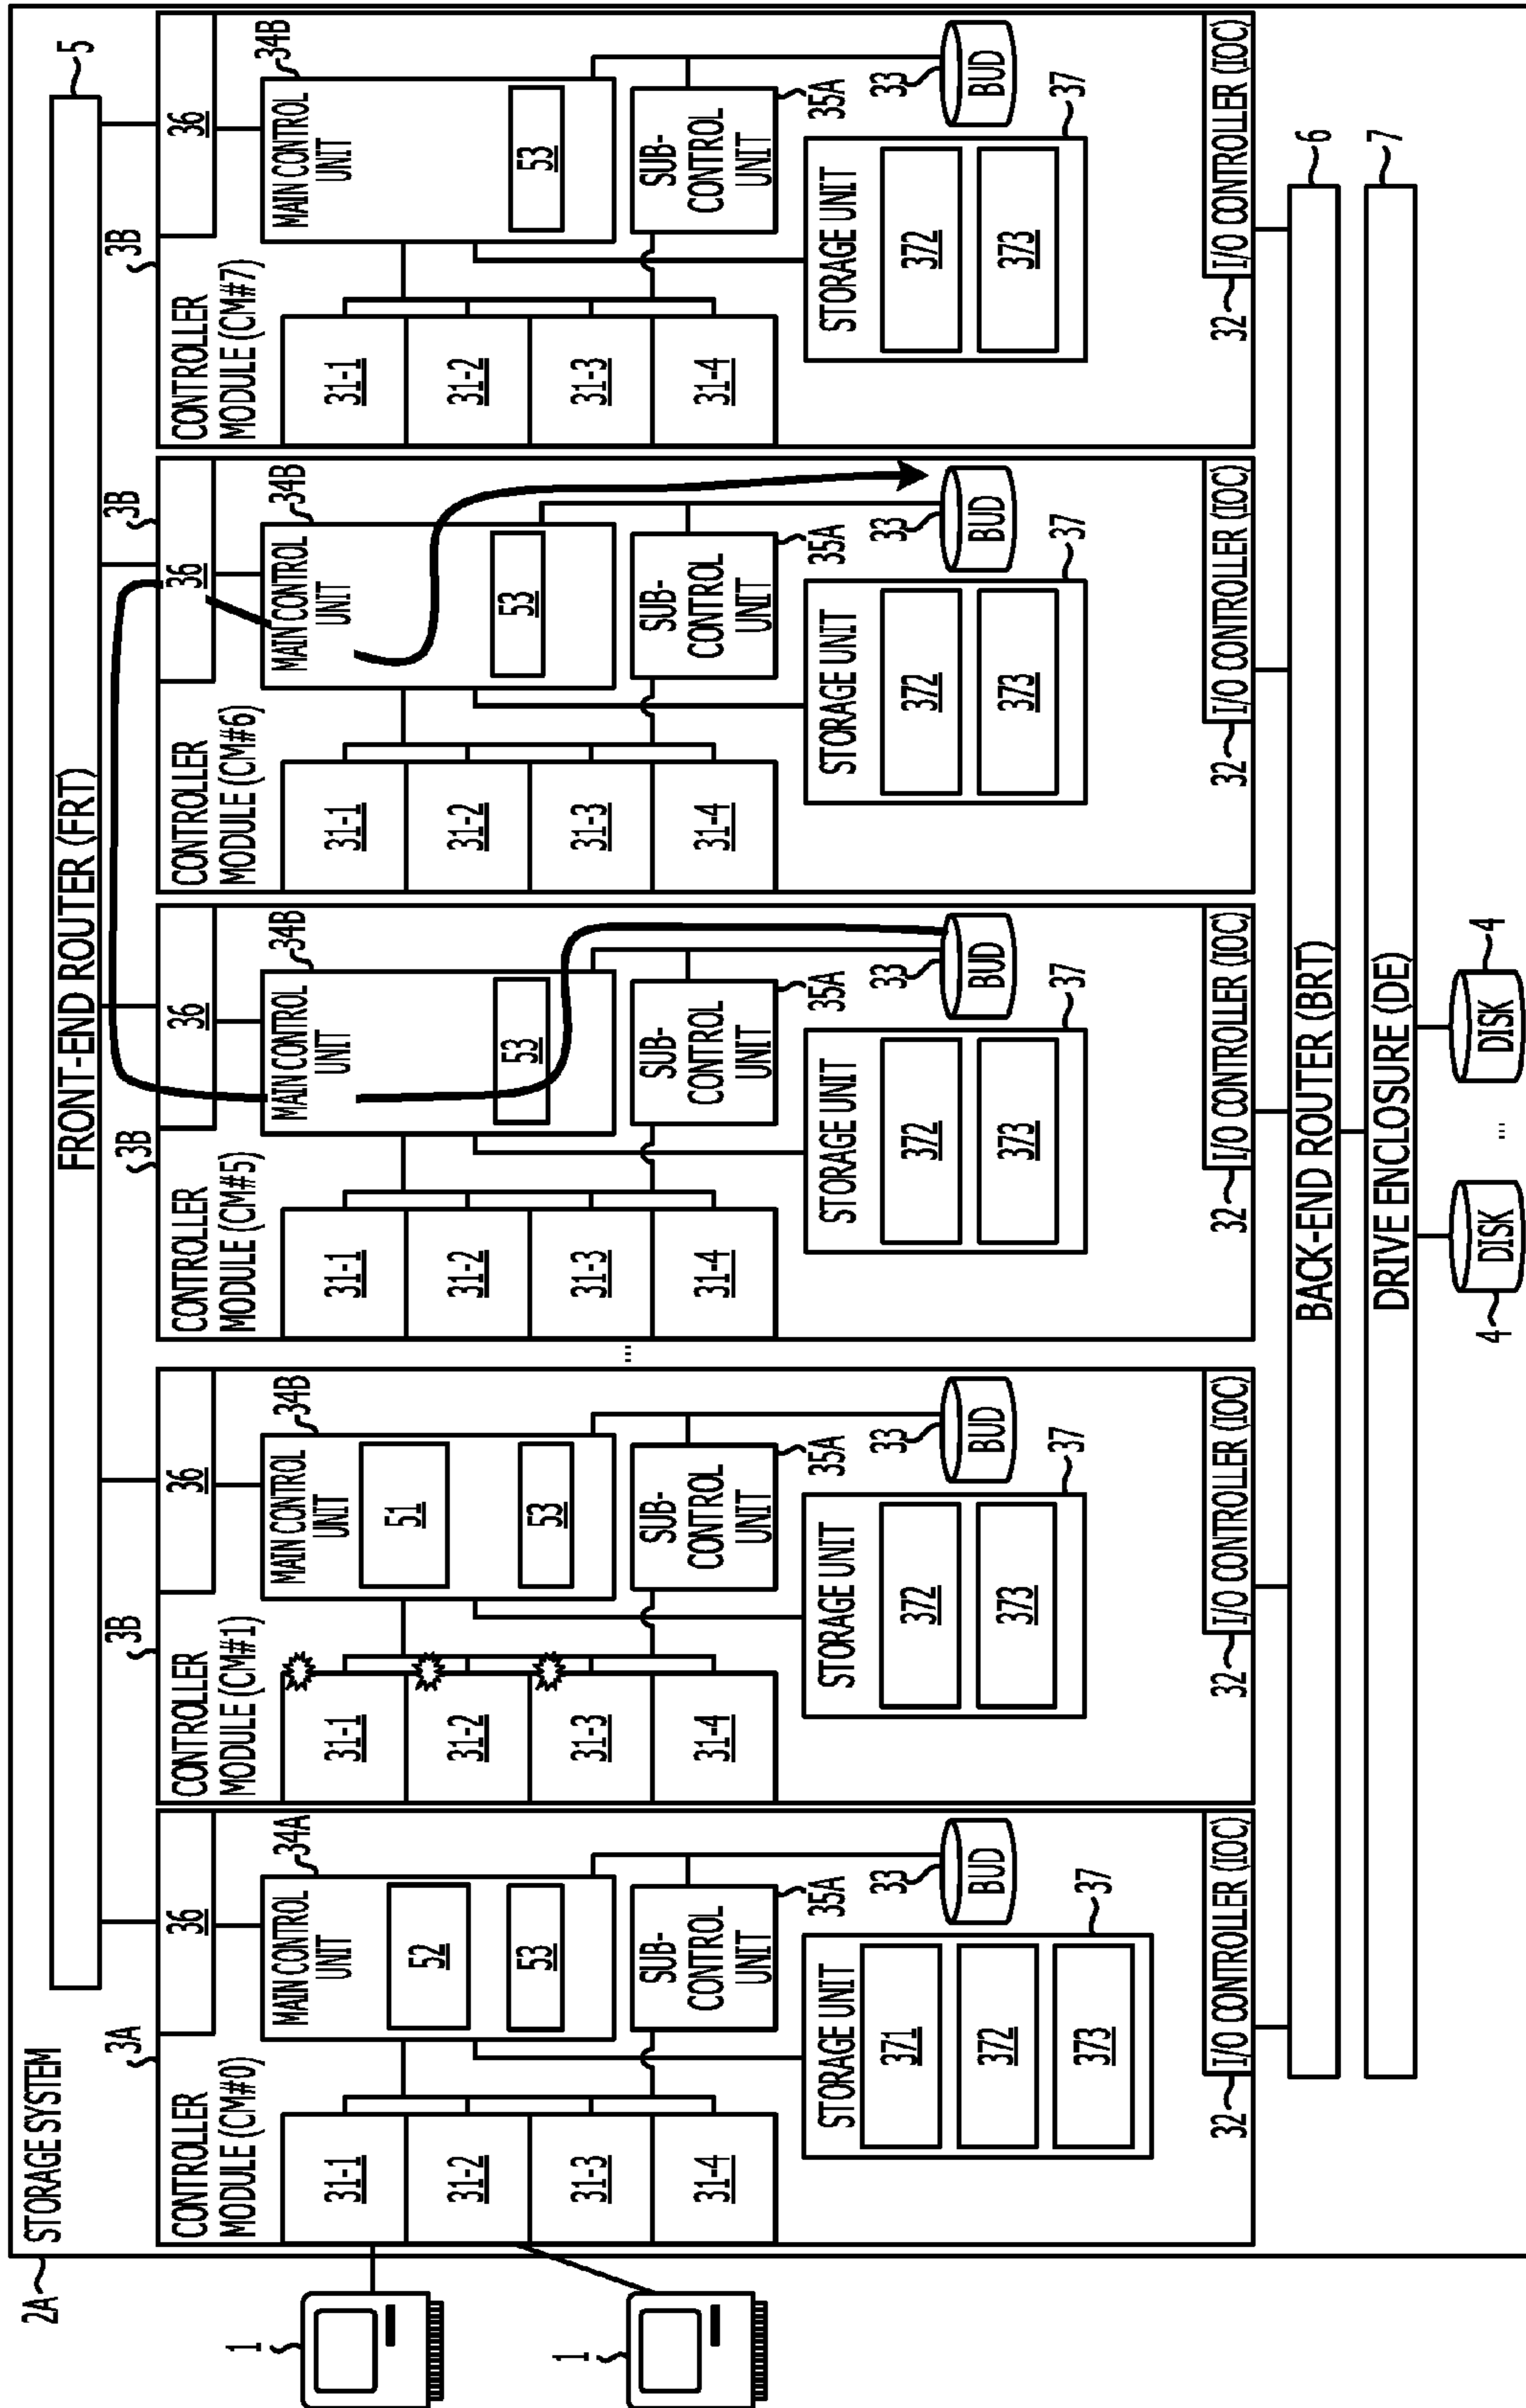 2A
STORAGE SYSTEM
FRONT-END ROUTER (FRT)
5
3A
CONTROLLER
MODULE (CM#0)
36
34A
MAIN CONTROL
UNIT
52
53
31-1
31-2
31-3
31-4
SUB-
CONTROL
UNIT
35A
33
BUD
37
STORAGE UNIT
371
372
373
32
I/O CONTROLLER (IOC)
3B
CONTROLLER
MODULE (CM#1)
36
34B
MAIN CONTROL
UNIT
51
53
31-1
31-2
31-3
31-4
SUB-
CONTROL
UNIT
35A
33
BUD
37
STORAGE UNIT
372
373
32
I/O CONTROLLER (IOC)
...
3B
CONTROLLER
MODULE (CM#5)
36
34B
MAIN CONTROL
UNIT
53
31-1
31-2
31-3
31-4
SUB-
CONTROL
UNIT
35A
33
BUD
37
STORAGE UNIT
372
373
32
I/O CONTROLLER (IOC)
3B
CONTROLLER
MODULE (CM#6)
36
34B
MAIN CONTROL
UNIT
53
31-1
31-2
31-3
31-4
SUB-
CONTROL
UNIT
35A
33
BUD
37
STORAGE UNIT
372
373
32
I/O CONTROLLER (IOC)
3B
CONTROLLER
MODULE (CM#7)
36
34B
MAIN CONTROL
UNIT
53
31-1
31-2
31-3
31-4
SUB-
CONTROL
UNIT
35A
33
BUD
37
STORAGE UNIT
372
373
32
I/O CONTROLLER (IOC)
1
1
BACK-END ROUTER (BRT)
6
DRIVE ENCLOSURE (DE)
7
4
DISK
...
DISK
4